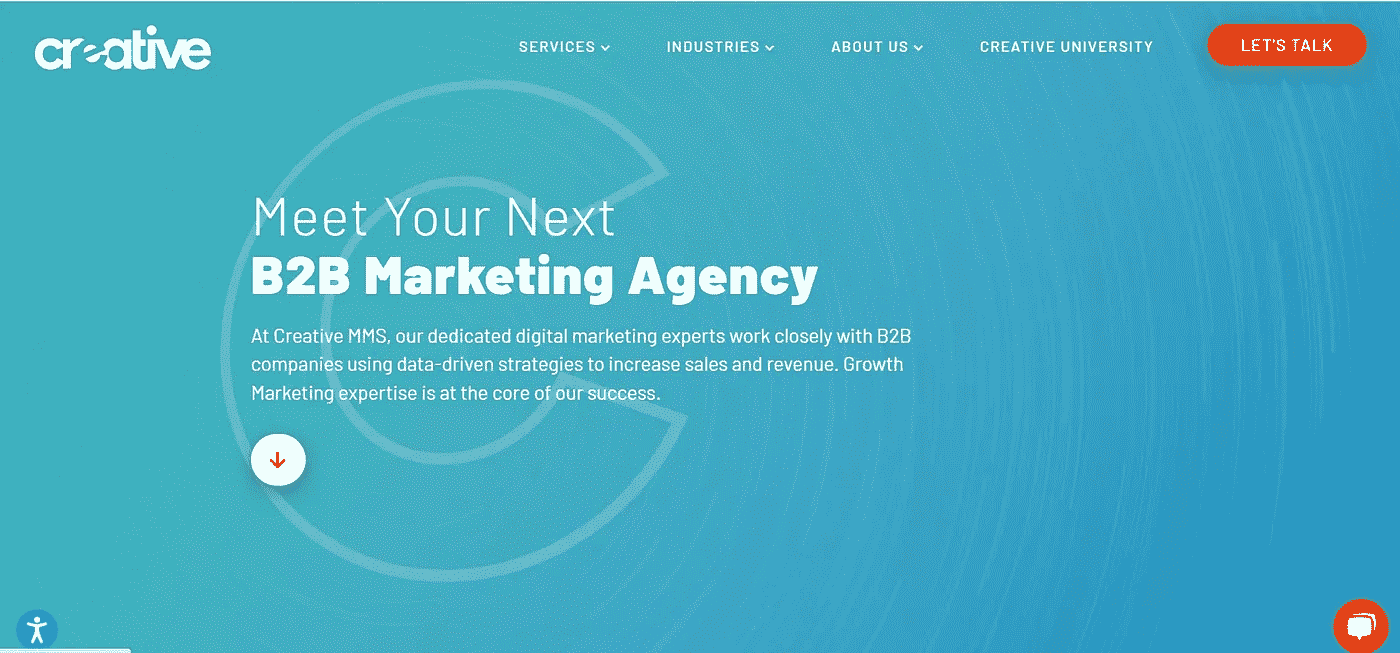 creative
SERVICES
INDUSTRIES
ABOUT US
CREATIVE UNIVERSITY
LET'S TALK
Meet Your Next
B2B Marketing Agency
At Creative MMS, our dedicated digital marketing experts work closely with B2B
companies using data-driven strategies to increase sales and revenue. Growth
Marketing expertise is at the core of our success.